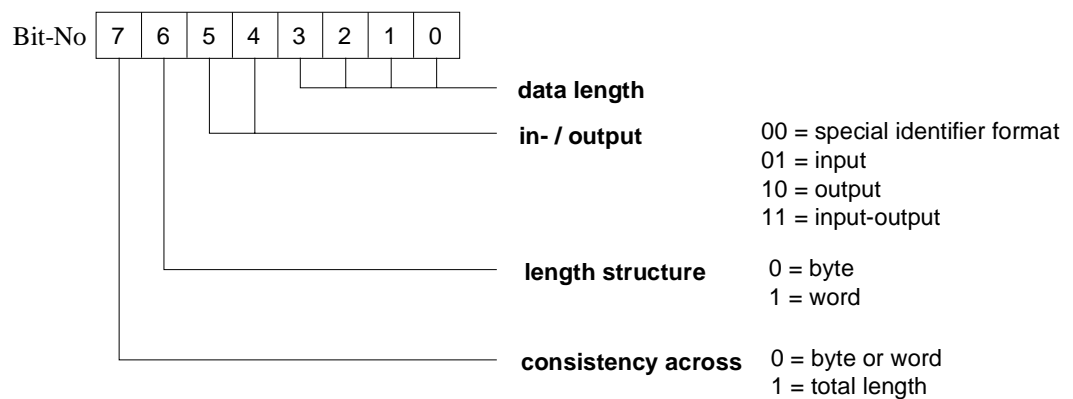 Bit-No 7 6 5 4 3 2 1 0
data length
in- / output 00 = special identifier format
01 = input
10 = output
11 = input-output
length structure 0 = byte
1 = word
consistency across 0 = byte or word
1 = total length